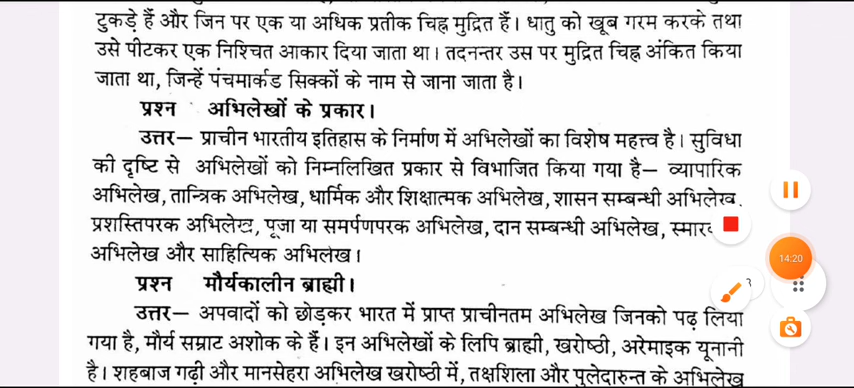 टुकड़े हैं और जिन पर एक या अधिक प्रतीक चिह्न मुद्रित हैं। धातु को खूब गरम करके तथा
उसे पीटकर एक निश्चित आकार दिया जाता था। तदनन्तर उस पर मुद्रित चिह्न अंकित किया
जाता था, जिन्हें पंचमार्कड सिक्कों के नाम से जाना जाता है।
प्रश्न अभिलेखों के प्रकार।
उत्तर— प्राचीन भारतीय इतिहास के निर्माण में अभिलेखों का विशेष महत्त्व है। सुविधा
की दृष्टि से अभिलेखों को निम्नलिखित प्रकार से विभाजित किया गया है— व्यापारिक
अभिलेख, तान्त्रिक अभिलेख, धार्मिक और शिक्षात्मक अभिलेख, शासन सम्बन्धी अभिलेख,
प्रशस्तिपरक अभिलेख, पूजा या समर्पणपरक अभिलेख, दान सम्बन्धी अभिलेख,
अभिलेख और साहित्यिक अभिलेख।
14:20
प्रश्न मौर्यकालीन ब्राह्मी।
उत्तर— अपवादों को छोड़कर भारत में प्राप्त प्राचीनतम अभिलेख जिनको पढ़ लिया
गया है, मौर्य सम्राट अशोक के हैं। इन अभिलेखों के लिपि ब्राह्मी, खरोष्ठी, अरेमाइक यूनानी
है। शहबाज गढ़ी और मानसेहरा अभिलेख खरोष्ठी में, तक्षशिला और पुलेदारुन्त के अभिलेख